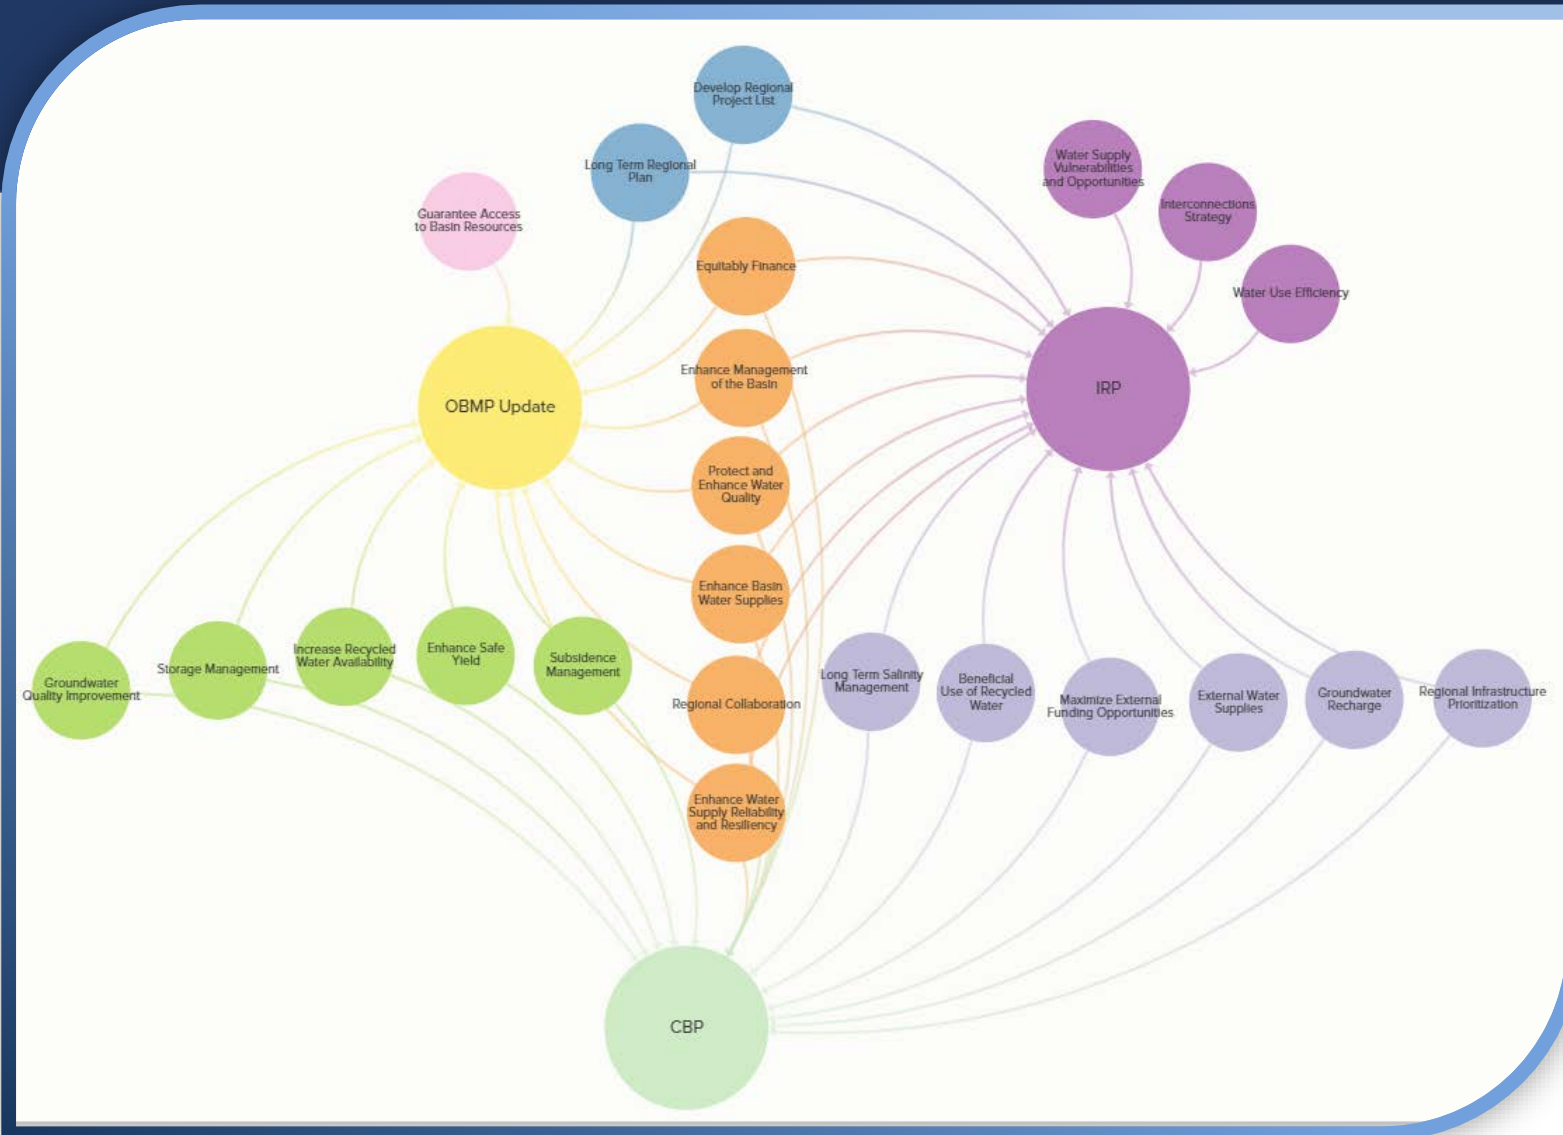 Develop Regional
Project List
Long Term Regional
Plan
Guarantee Access
to Basin Resources
Water Supply
Vulnerabilities
and Opportunities
Interconnections
Strategy
Water Use Efficiency
Equitably Finance
Enhance Management
of the Basin
OBMP Update
IRP
Protect and
Enhance Water
Quality
Enhance Basin
Water Supplies
Groundwater
Quality Improvement
Storage Management
Increase Recycled
Water Availability
Enhance Safe
Yield
Subsidence
Management
Regional Collaboration
Long Term Salinity
Management
Beneficial
Use of Recycled
Water
Maximize External
Funding Opportunities
External Water
Supplies
Groundwater
Recharge
Regional Infrastructure
Prioritization
Enhance Water
Supply Reliability
and Resiliency
CBP